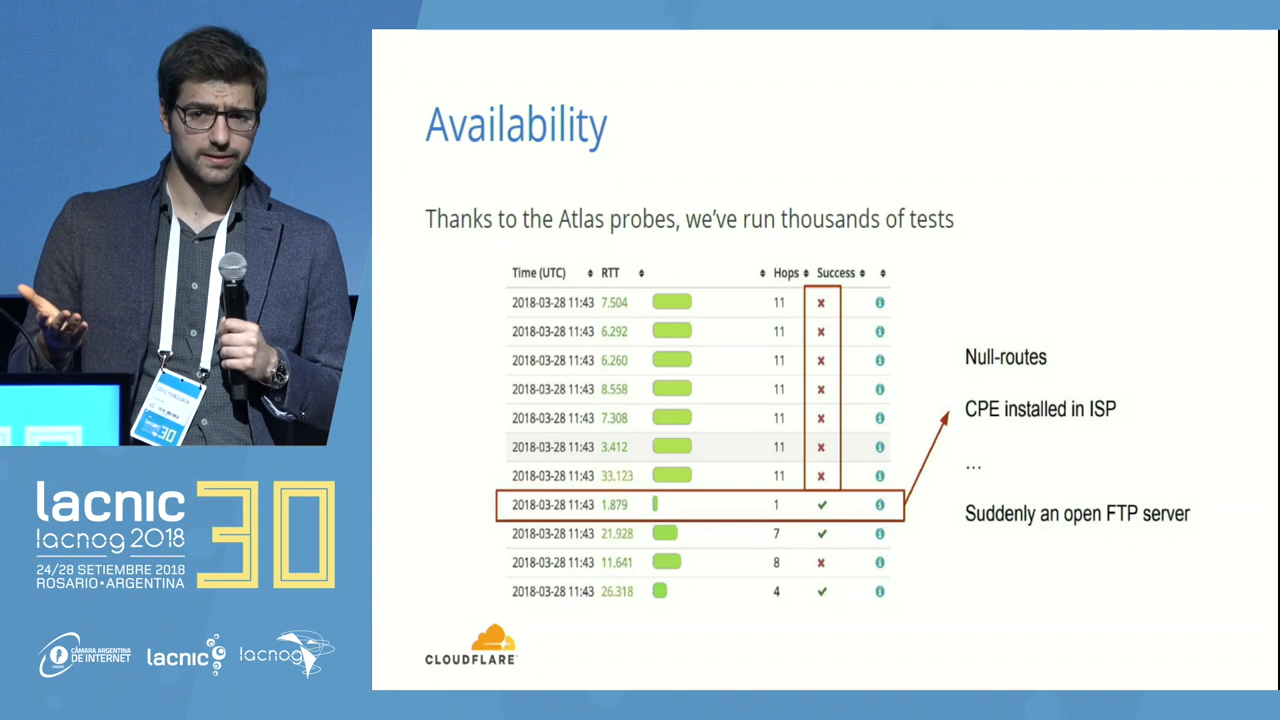 Availability
Thanks to the Atlas probes, we've run thousands of tests
Time (UTC) RTT Hops Success
2018-03-28 11:43 7.504 11
2018-03-28 11:43 6.292 11
2018-03-28 11:43 6.260 11
2018-03-28 11:43 8.558 11
2018-03-28 11:43 7.308 11
2018-03-28 11:43 3.412 11
2018-03-28 11:43 33.123 11
2018-03-28 11:43 1.879 1
2018-03-28 11:43 21.928 7
2018-03-28 11:43 11.641 8
2018-03-28 11:43 26.318 4
Null-routes
CPE installed in ISP
...
Suddenly an open FTP server
CLOUDFLARE
lacnic 30
lacnog 2018
24/28 SETIEMBRE 2018
ROSARIO • ARGENTINA
CÁMARA ARGENTINA
DE INTERNET
lacnic
lacnog
30